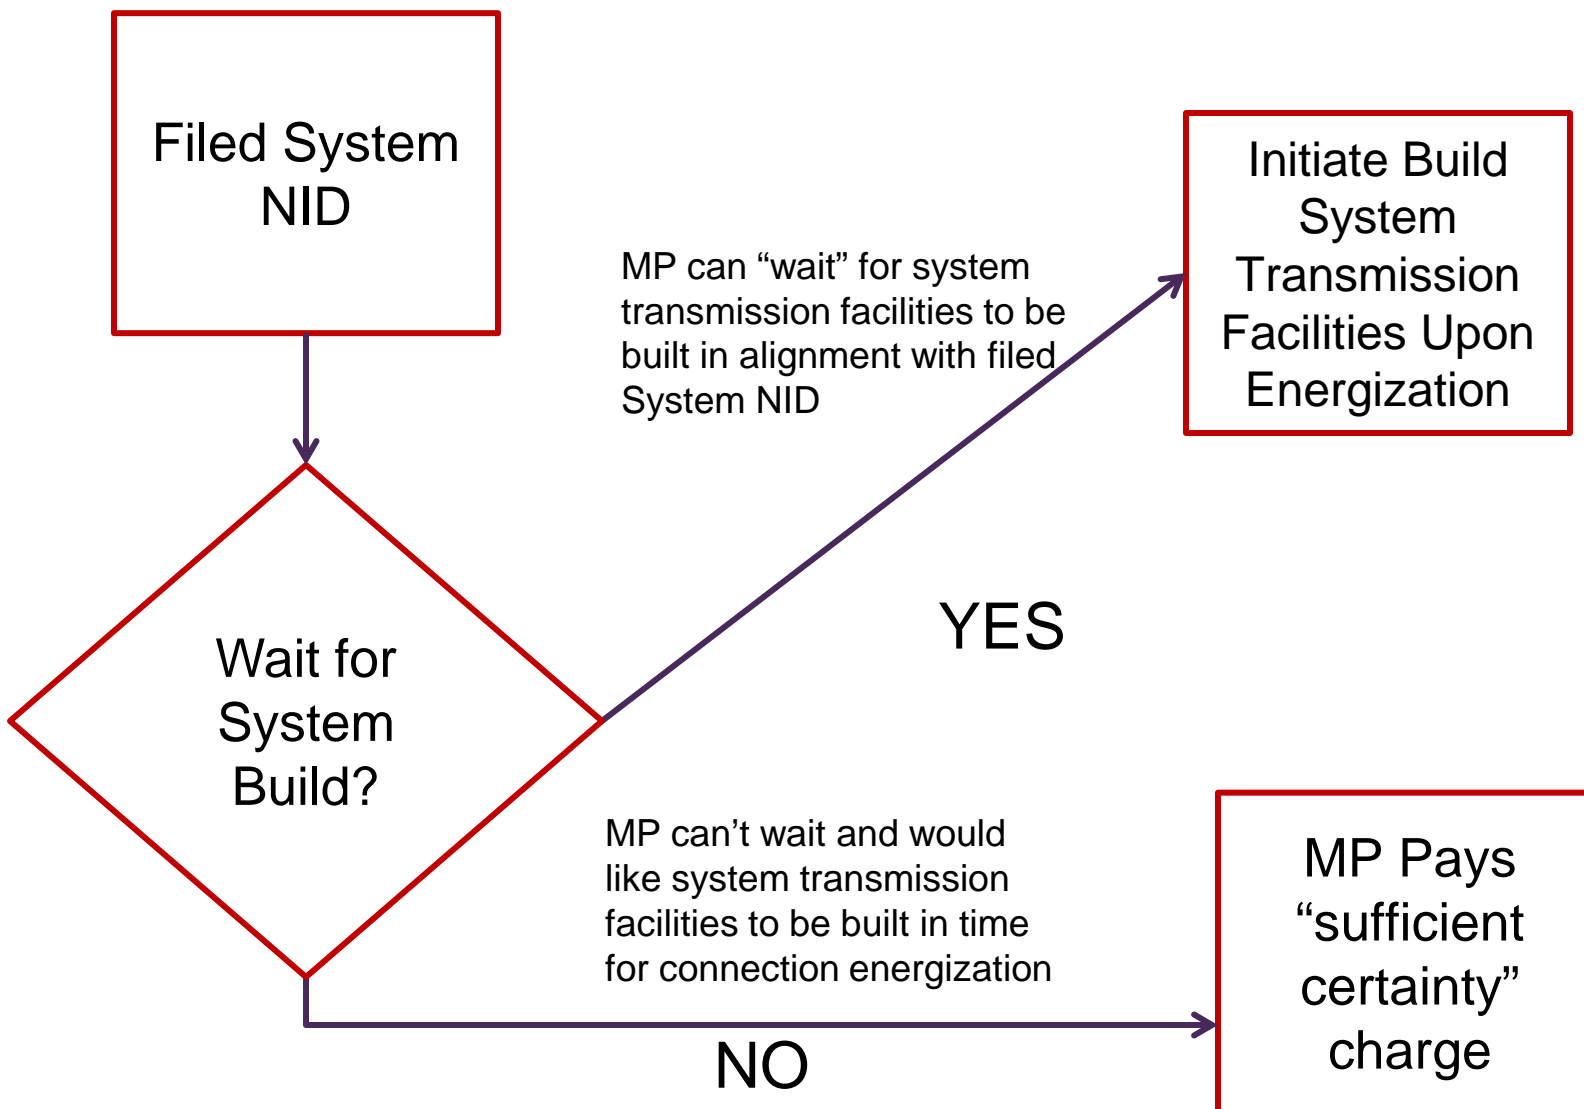 Filed System
NID
Initiate Build
System
Transmission
Facilities Upon
Energization
MP can “wait” for system
transmission facilities to be
built in alignment with filed
System NID
YES
Wait for
System
Build?
MP can’t wait and would
like system transmission
facilities to be built in time
for connection energization
NO
MP Pays
“sufficient
certainty”
charge